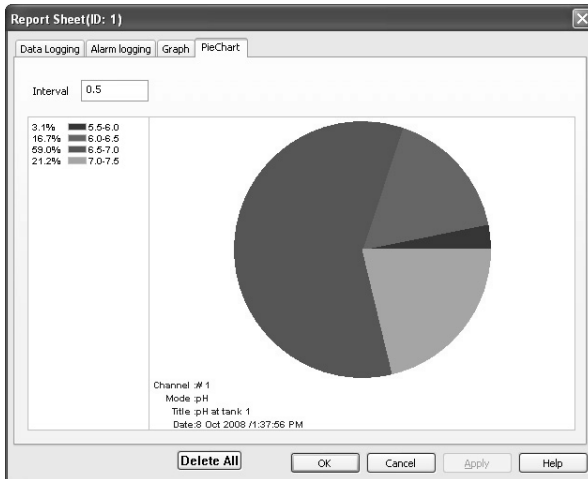 Report Sheet(ID: 1)
Data Logging Alarm logging Graph PieChart
Interval 0.5
3.1% 5.5-6.0
16.7% 6.0-6.5
59.0% 6.5-7.0
21.2% 7.0-7.5
Channel :# 1
Mode :pH
Title :pH at tank 1
Date:8 Oct 2008 /1:37:56 PM
Delete All OK Cancel Apply Help